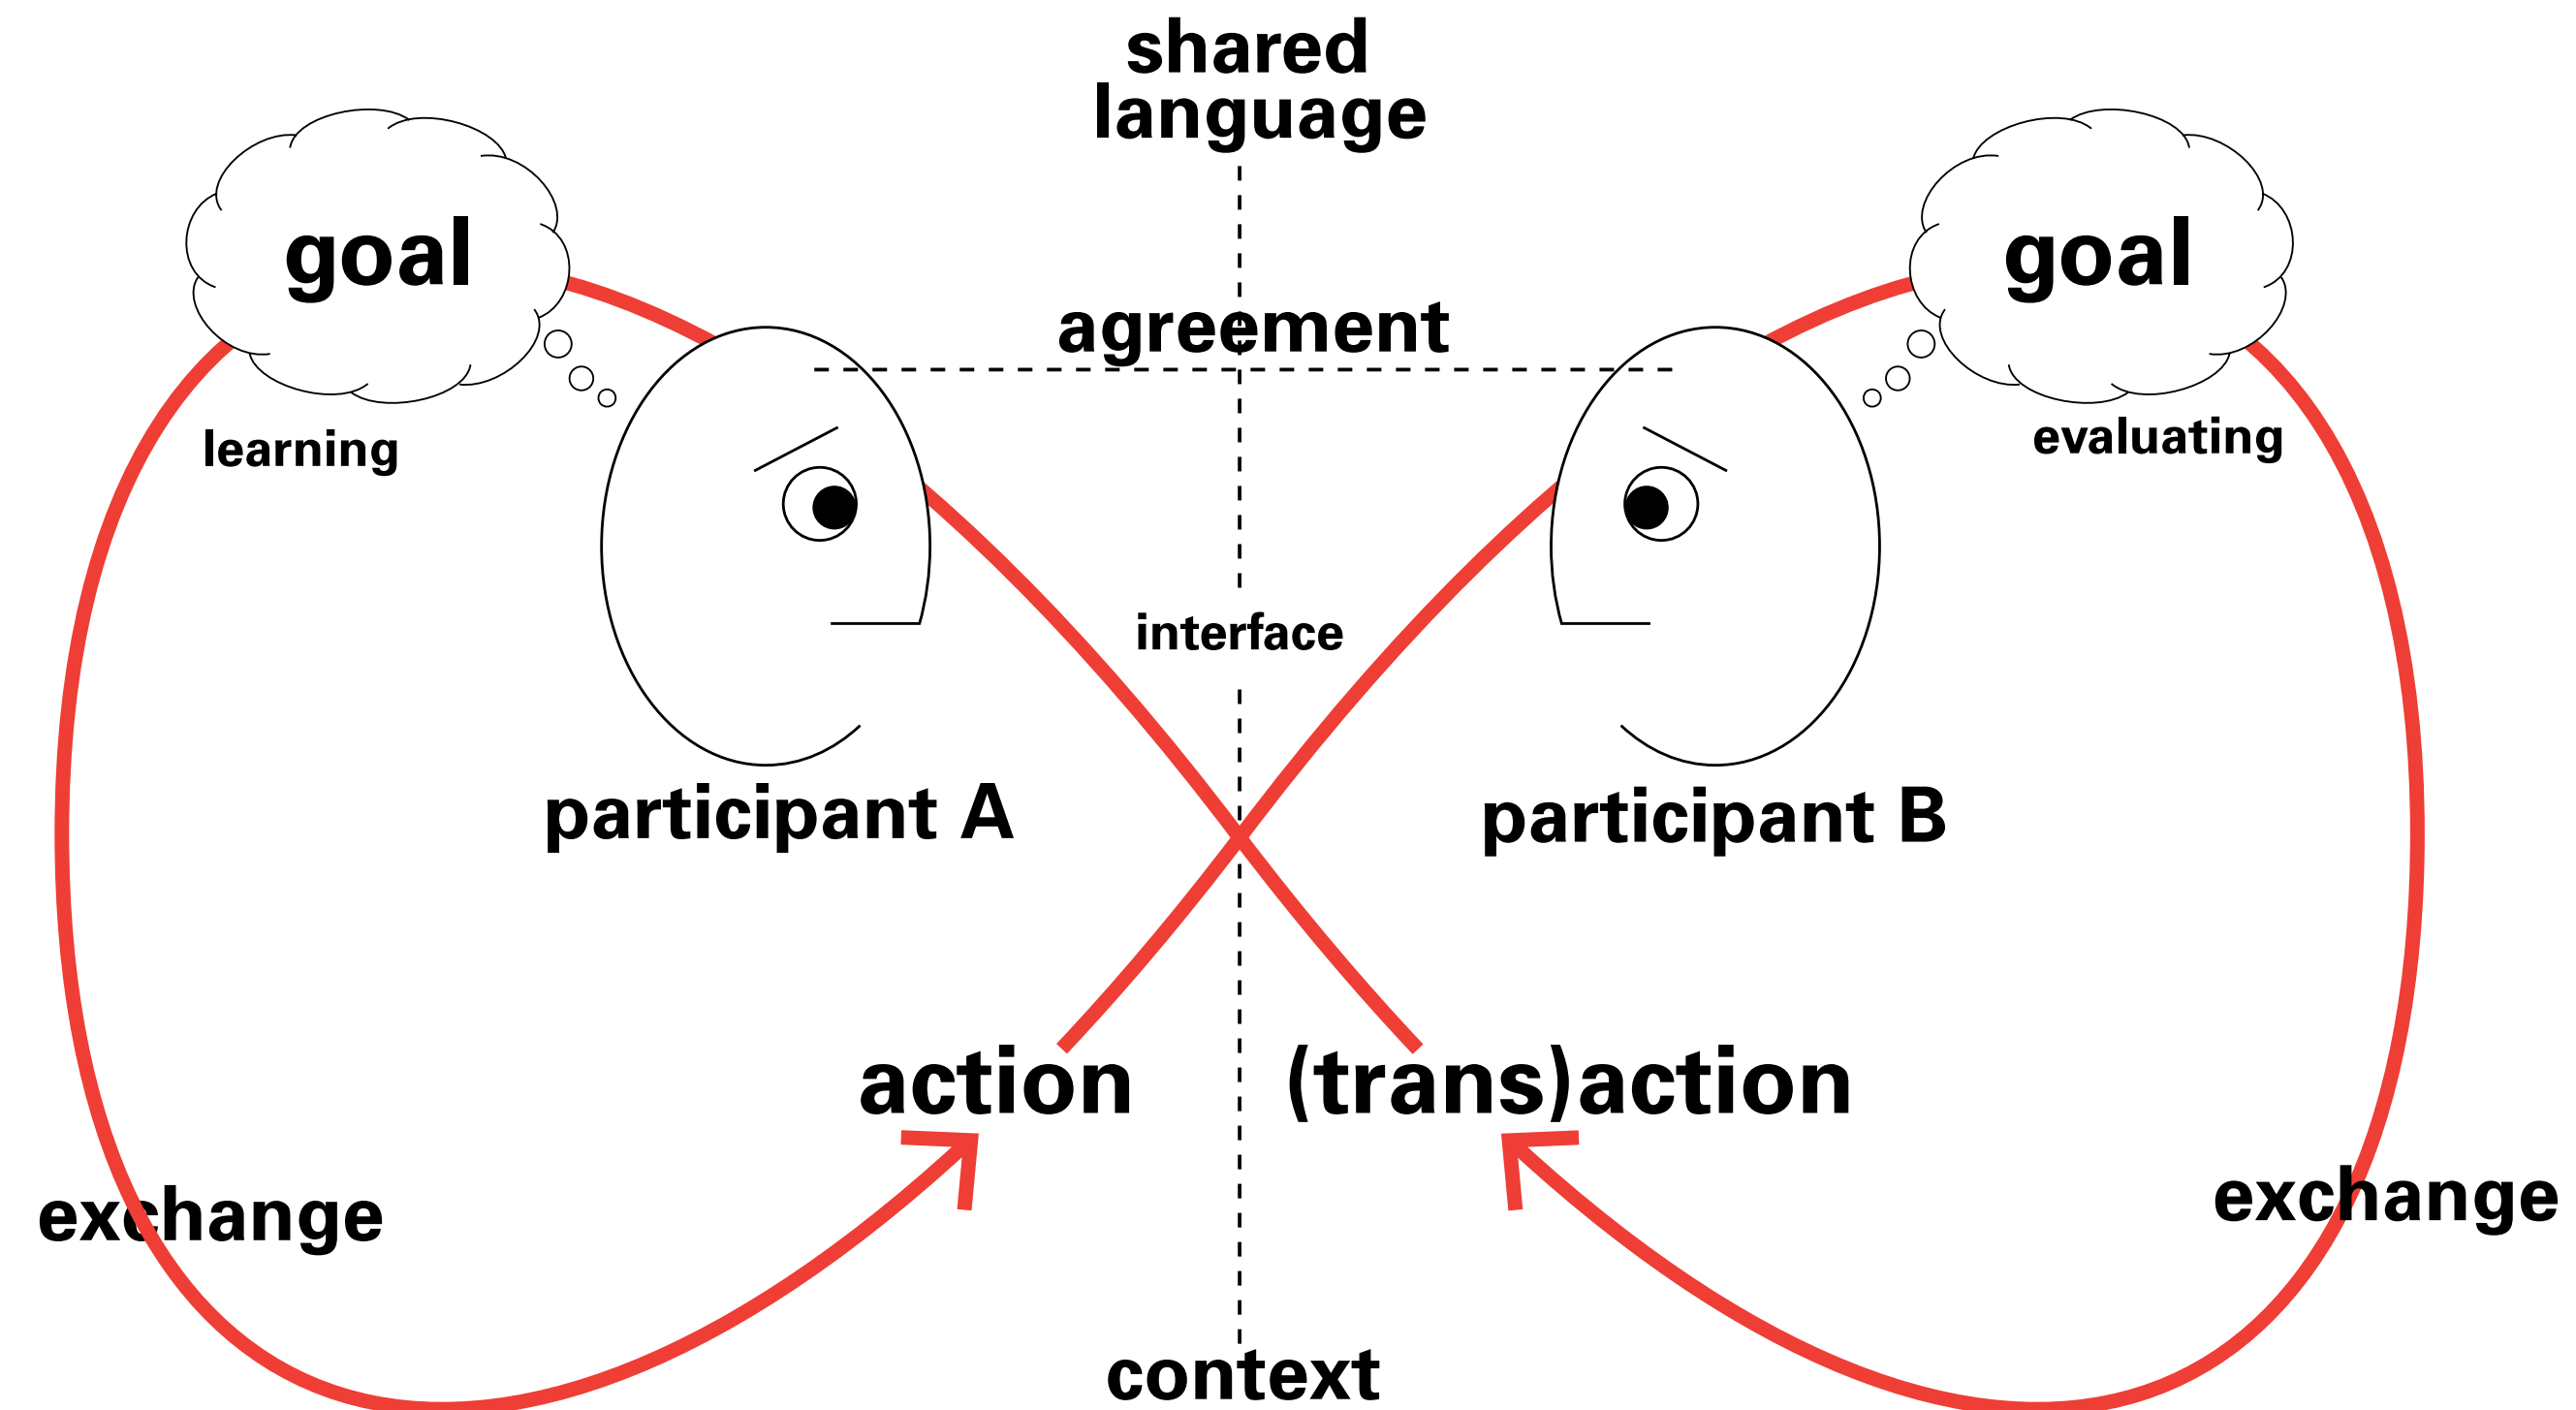 shared
language
goal
goal
agreement
learning
evaluating
interface
participant A
participant B
action
(trans)action
exchange
exchange
context